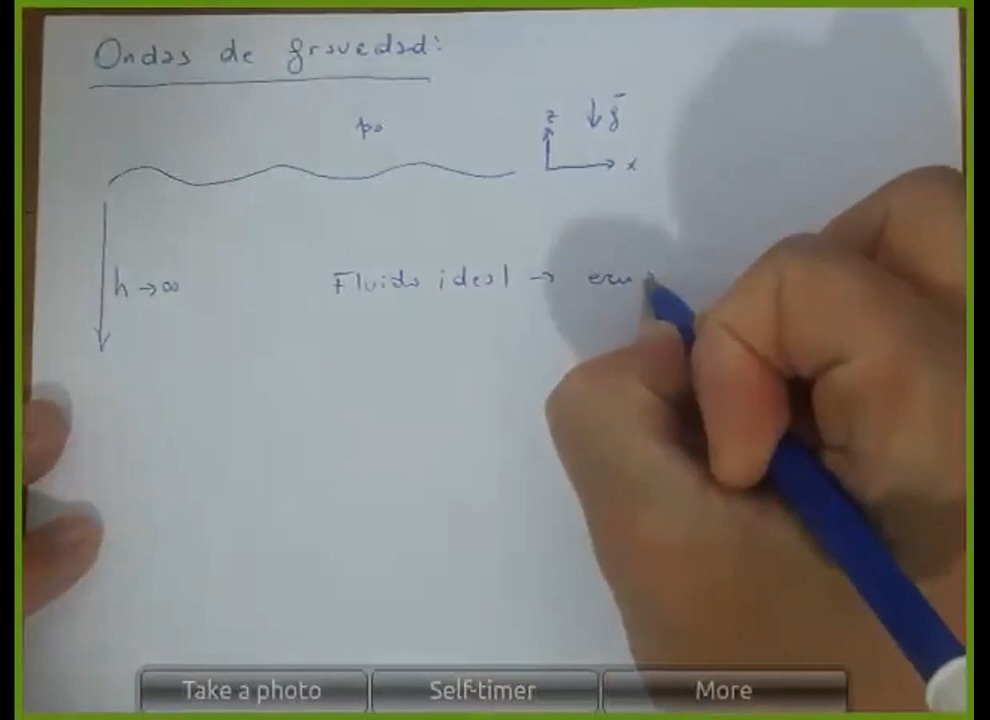 Ondas de gravedad:
p₀
z ↓ g
x
h → ∞
Fluido ideal →
Take a photo
Self-timer
More